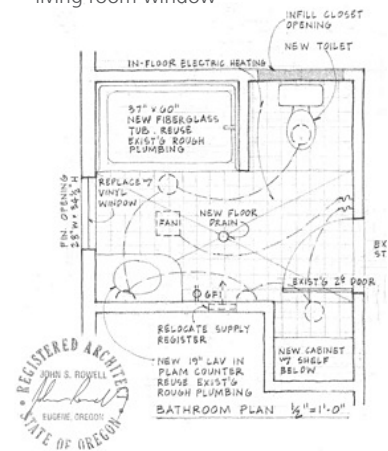 living room window
INFILL CLOSET
OPENING
NEW TOILET
IN-FLOOR ELECTRIC HEATING
37" x 60"
NEW FIBERGLASS
TUB. REUSE
EXIST'G ROUGH
PLUMBING
REPLACE W/
VINYL
WINDOW
FIN. OPENING
28"W x 34½"H
FAN
NEW FLOOR
DRAIN
GFI
EXIST'G 2⁶ DOOR
RELOCATE SUPPLY
REGISTER
NEW 19" LAV IN
PLAM COUNTER
REUSE EXIST'G
ROUGH PLUMBING
NEW CABINET
W/ SHELF
BELOW
BATHROOM PLAN ½"=1'-0"
REGISTERED ARCHITECT
JOHN S. ROWELL
EUGENE, OREGON
STATE OF OREGON